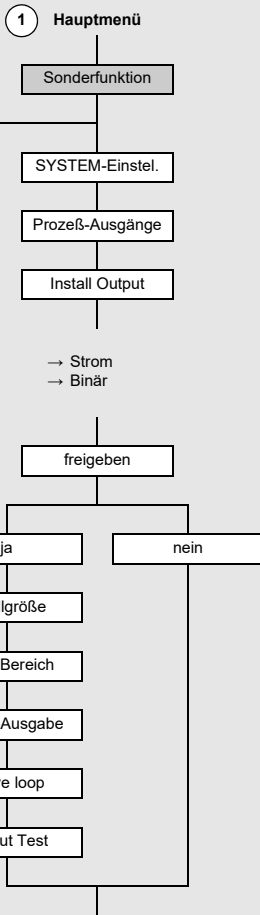 1 Hauptmenü
Sonderfunktion
SYSTEM-Einstel.
Prozeß-Ausgänge
Install Output
→ Strom
→ Binär
freigeben
ja nein
Bereich
Ausgabe
loop
Test